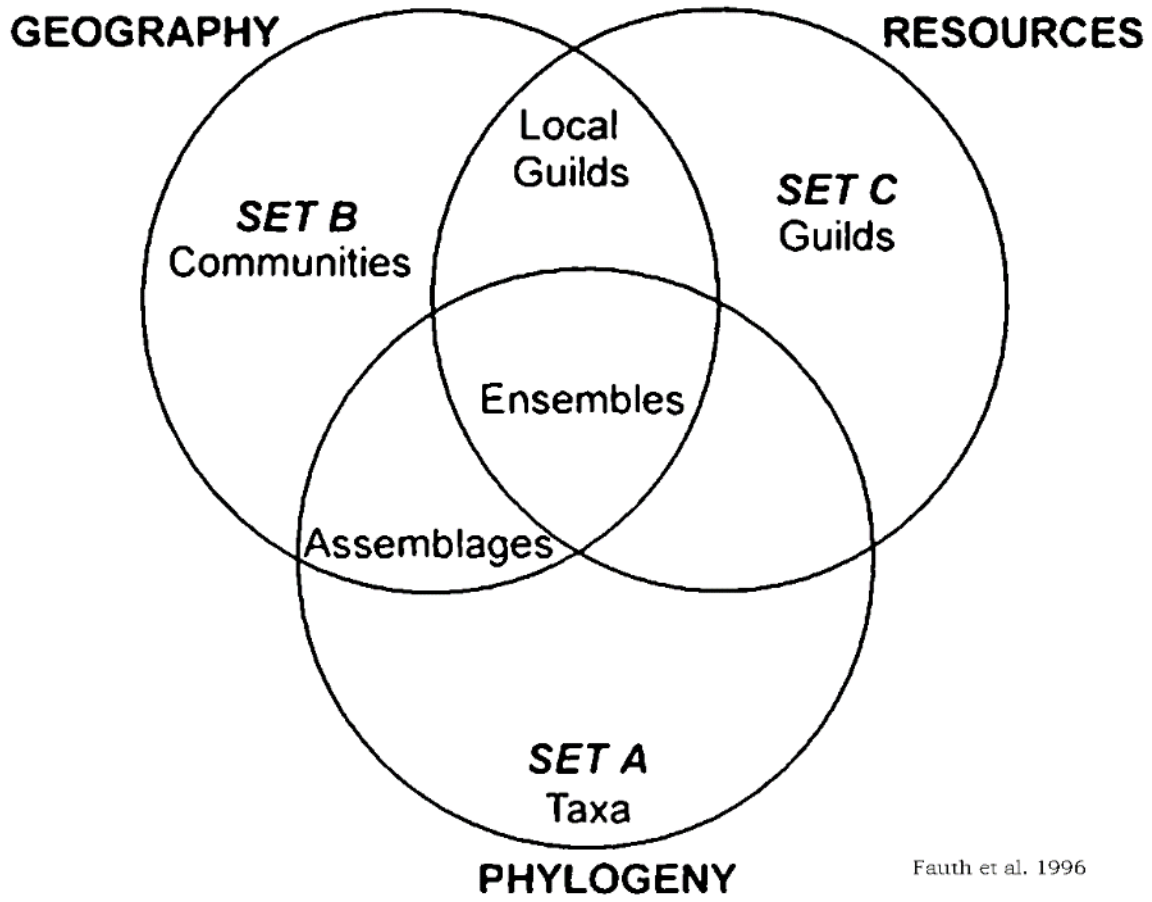 GEOGRAPHY
RESOURCES
Local
Guilds
SET B
Communities
SET C
Guilds
Ensembles
Assemblages
SET A
Taxa
PHYLOGENY
Fauth et al. 1996